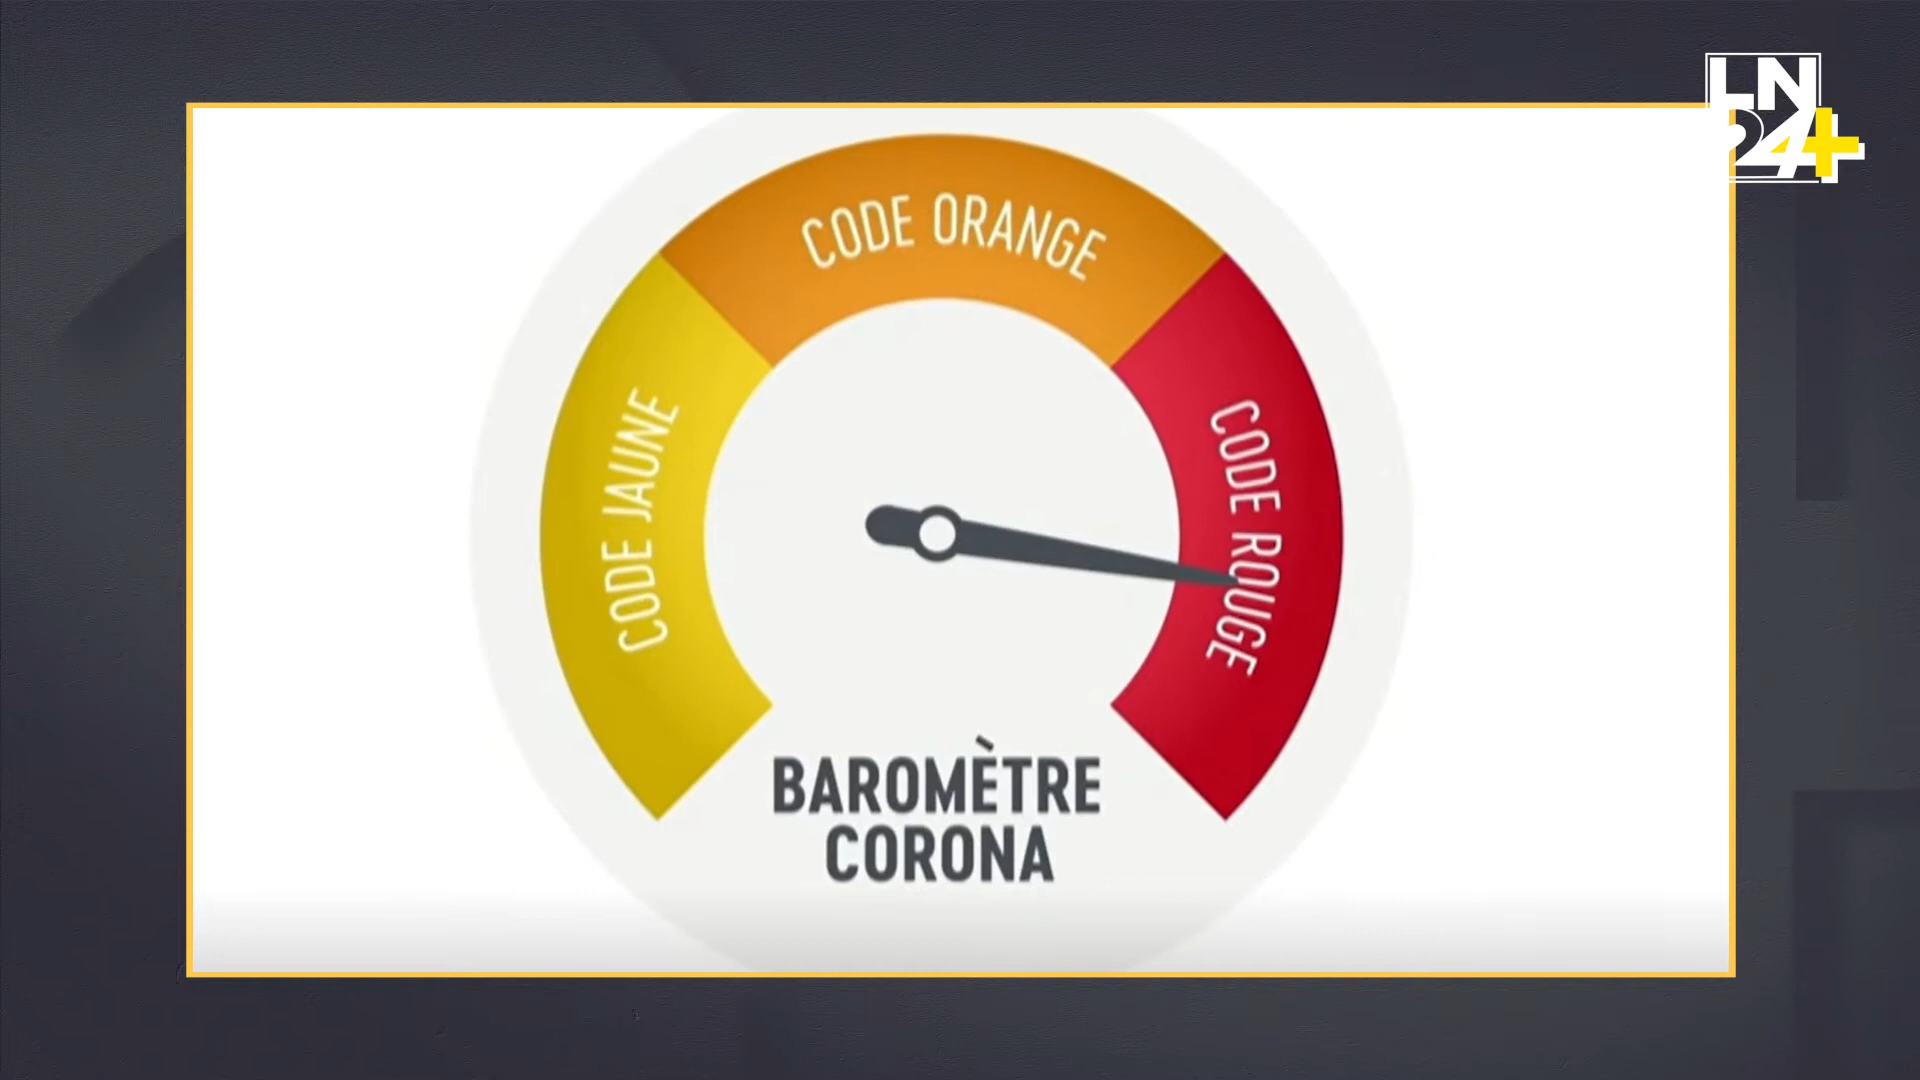 LN
24+
CODE JAUNE
CODE ORANGE
CODE ROUGE
BAROMÈTRE
CORONA